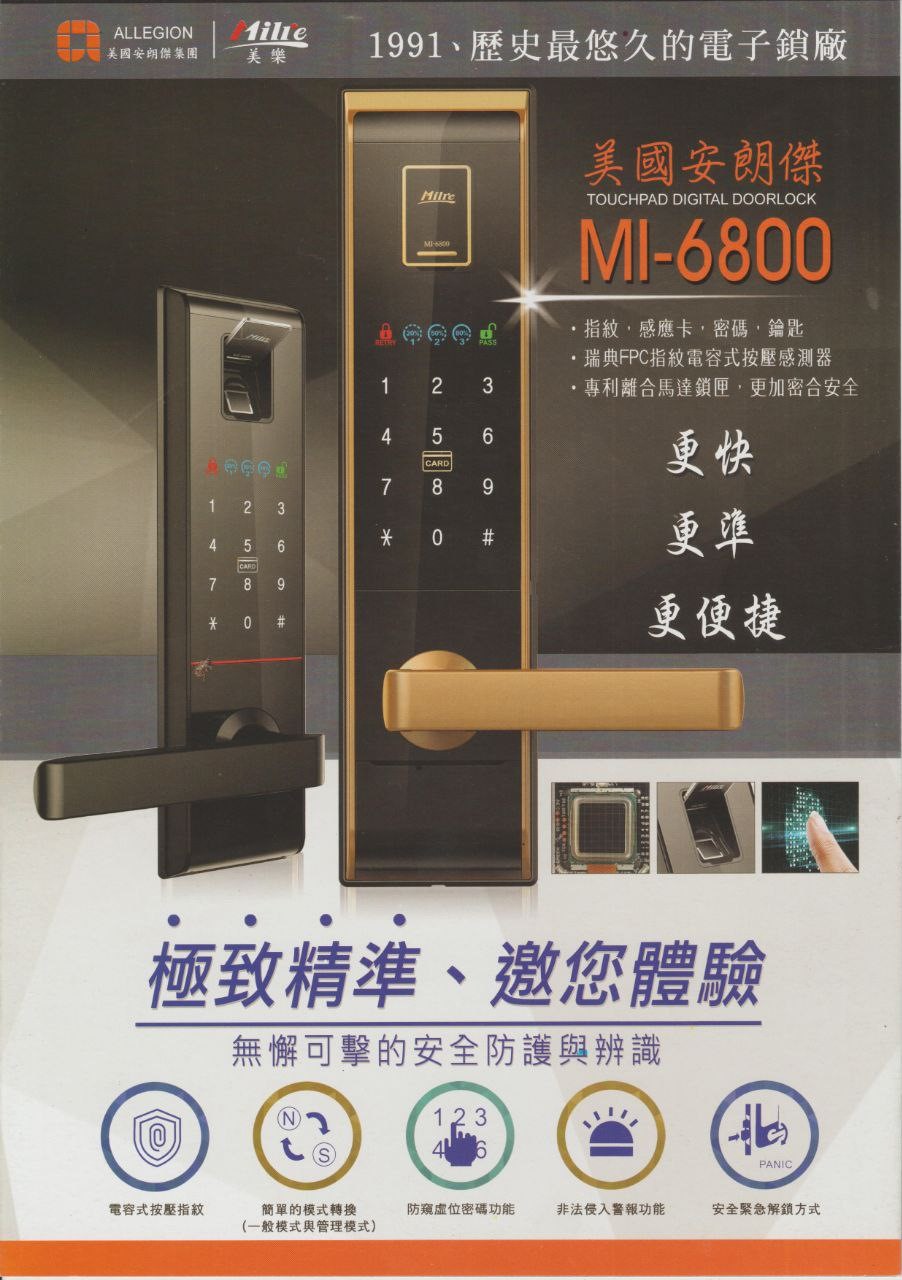 ALLEGION
美國安朗傑集團
Milre
美樂
1991、歷史最悠久的電子鎖廠
美國安朗傑
TOUCHPAD DIGITAL DOORLOCK
MI-6800
・指紋，感應卡，密碼，鑰匙
・瑞典FPC指紋電容式按壓感測器
・專利離合馬達鎖匣，更加密合安全
更快
更準
更便捷
Milre
MI-6800
RETRY
20%
1
50%
2
80%
3
PASS
1 2 3
4 5 6
CARD
7 8 9
* 0 #
Milre
1 2 3
4 5 6
CARD
7 8 9
* 0 #
Milre
極致精準、邀您體驗
無懈可擊的安全防護與辨識
N
S
1 2 3
4 6
PANIC
電容式按壓指紋
簡單的模式轉換
(一般模式與管理模式)
防窺虛位密碼功能
非法侵入警報功能
安全緊急解鎖方式